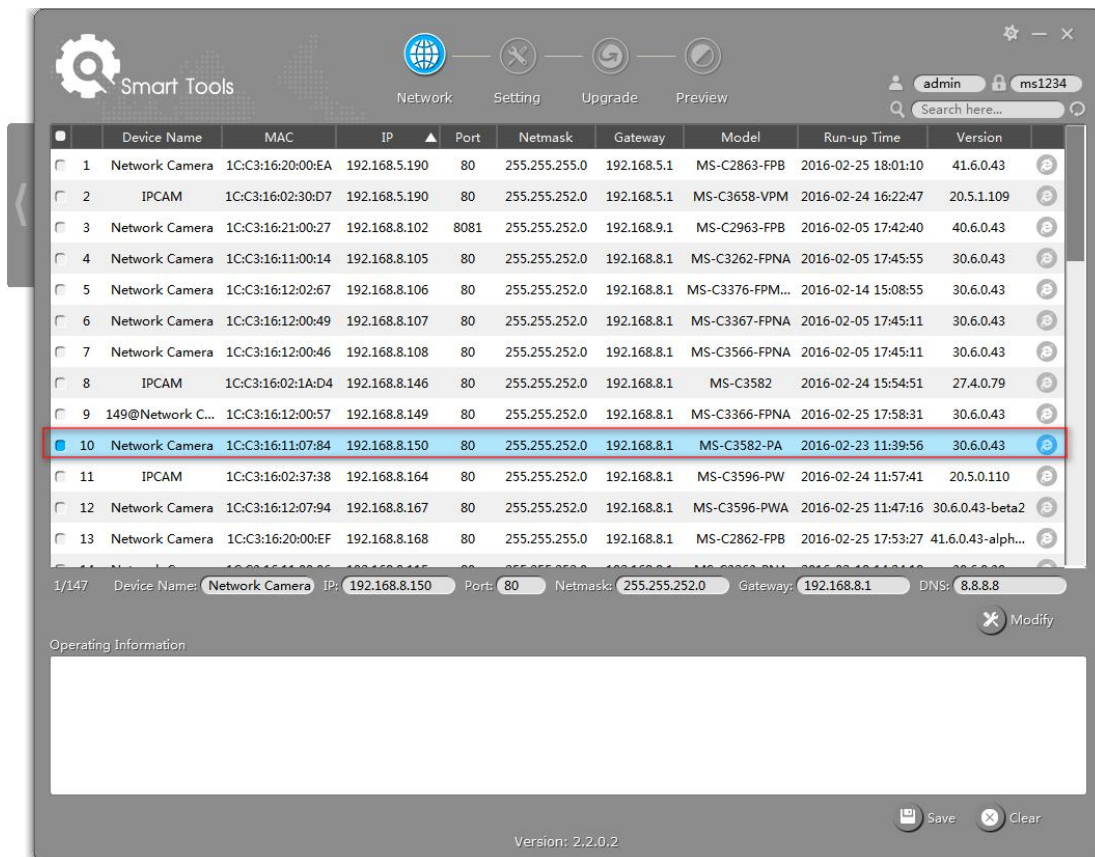 Smart Tools
Network Setting Upgrade Preview
admin ms1234
Search here...
Device Name MAC IP Port Netmask Gateway Model Run-up Time Version
1 Network Camera 1C:C3:16:20:00:EA 192.168.5.190 80 255.255.255.0 192.168.5.1 MS-C2863-FPB 2016-02-25 18:01:10 41.6.0.43
2 IPCAM 1C:C3:16:02:30:D7 192.168.5.190 80 255.255.255.0 192.168.5.1 MS-C3658-VPM 2016-02-24 16:22:47 20.5.1.109
3 Network Camera 1C:C3:16:21:00:27 192.168.8.102 8081 255.255.252.0 192.168.9.1 MS-C2963-FPB 2016-02-05 17:42:40 40.6.0.43
4 Network Camera 1C:C3:16:11:00:14 192.168.8.105 80 255.255.252.0 192.168.8.1 MS-C3262-FPNA 2016-02-05 17:45:55 30.6.0.43
5 Network Camera 1C:C3:16:12:02:67 192.168.8.106 80 255.255.252.0 192.168.8.1 MS-C3376-FPM... 2016-02-14 15:08:55 30.6.0.43
6 Network Camera 1C:C3:16:12:00:49 192.168.8.107 80 255.255.252.0 192.168.8.1 MS-C3367-FPNA 2016-02-05 17:45:11 30.6.0.43
7 Network Camera 1C:C3:16:12:00:46 192.168.8.108 80 255.255.252.0 192.168.8.1 MS-C3566-FPNA 2016-02-05 17:45:11 30.6.0.43
8 IPCAM 1C:C3:16:02:1A:D4 192.168.8.146 80 255.255.252.0 192.168.8.1 MS-C3582 2016-02-24 15:54:51 27.4.0.79
9 149@Network C... 1C:C3:16:12:00:57 192.168.8.149 80 255.255.252.0 192.168.8.1 MS-C3366-FPNA 2016-02-25 17:58:31 30.6.0.43
10 Network Camera 1C:C3:16:11:07:84 192.168.8.150 80 255.255.252.0 192.168.8.1 MS-C3582-PA 2016-02-23 11:39:56 30.6.0.43
11 IPCAM 1C:C3:16:02:37:38 192.168.8.164 80 255.255.252.0 192.168.8.1 MS-C3596-PW 2016-02-24 11:57:41 20.5.0.110
12 Network Camera 1C:C3:16:12:07:94 192.168.8.167 80 255.255.252.0 192.168.8.1 MS-C3596-PWA 2016-02-25 11:47:16 30.6.0.43-beta2
13 Network Camera 1C:C3:16:20:00:EF 192.168.8.168 80 255.255.252.0 192.168.8.1 MS-C2862-FPB 2016-02-25 17:53:27 41.6.0.43-alph...
1/147 Device Name: Network Camera IP: 192.168.8.150 Port: 80 Netmask: 255.255.252.0 Gateway: 192.168.8.1 DNS: 8.8.8.8
Modify
Operating Information
Save Clear
Version: 2.2.0.2